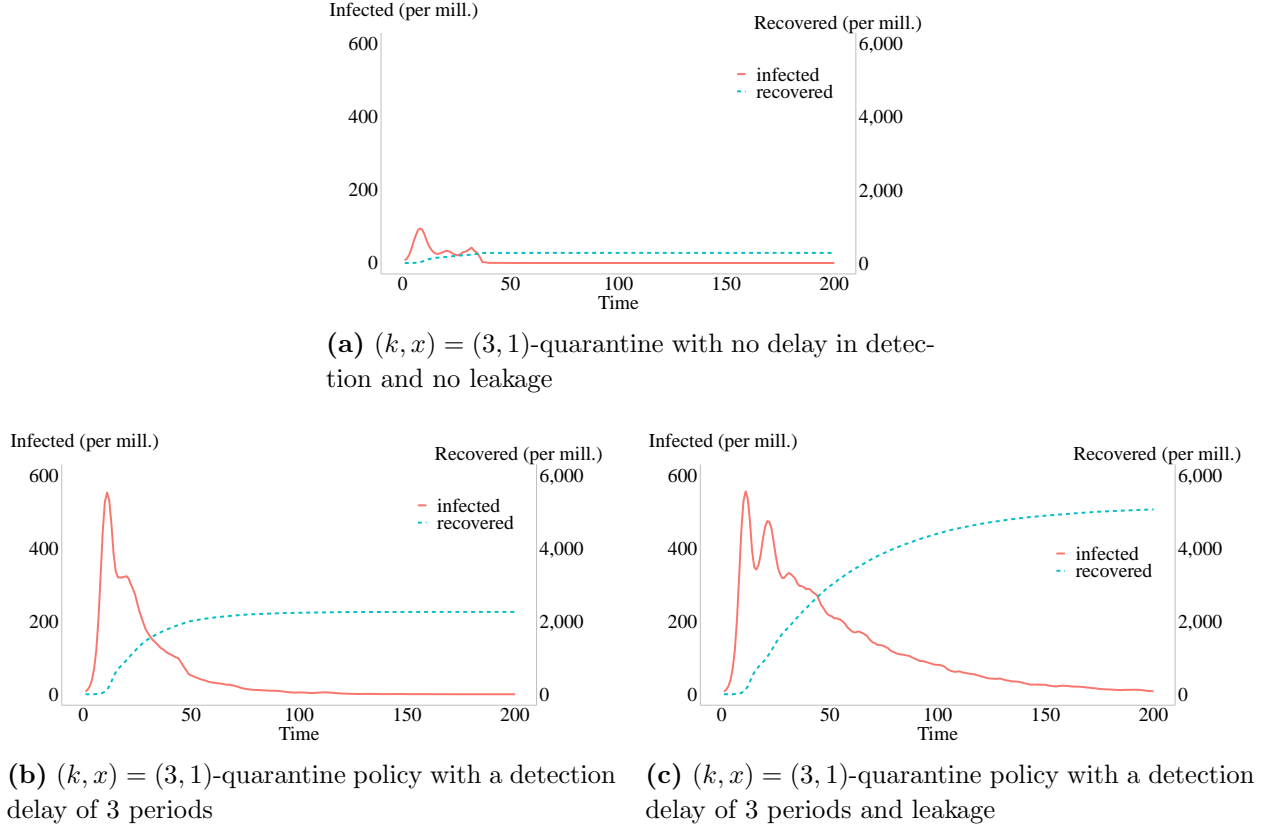 Infected (per mill.)
Recovered (per mill.)
600
6,000
infected
recovered
400
4,000
200
2,000
0
0
0 50 100 150 200
Time
(a) (k, x) = (3, 1)-quarantine with no delay in detec-
tion and no leakage
Infected (per mill.)
Recovered (per mill.)
600
6,000
infected
recovered
400
4,000
200
2,000
0
0
0 50 100 150 200
Time
(b) (k, x) = (3, 1)-quarantine policy with a detection
delay of 3 periods
Infected (per mill.)
Recovered (per mill.)
600
6,000
400
4,000
infected
recovered
200
2,000
0
0
0 50 100 150 200
Time
(c) (k, x) = (3, 1)-quarantine policy with a detection
delay of 3 periods and leakage